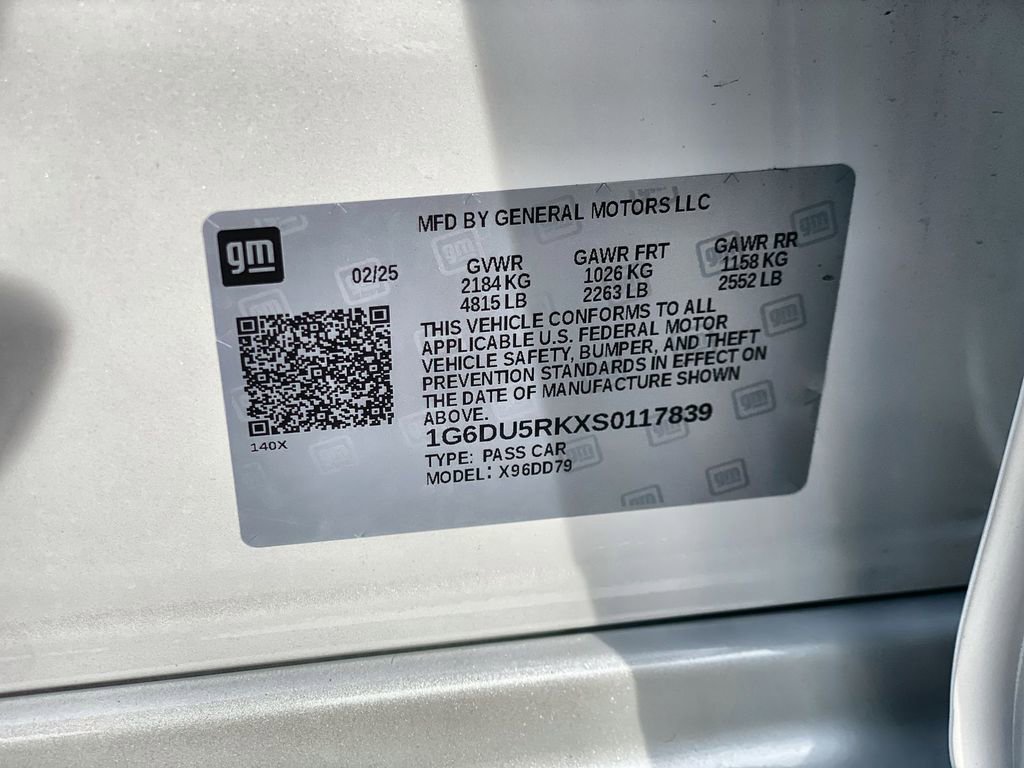 MFD BY GENERAL MOTORS LLC
gm
02/25
GVWR
2184 KG
4815 LB
GAWR FRT
1026 KG
2263 LB
GAWR RR
1158 KG
2552 LB
THIS VEHICLE CONFORMS TO ALL
APPLICABLE U.S. FEDERAL MOTOR
VEHICLE SAFETY, BUMPER, AND THEFT
PREVENTION STANDARDS IN EFFECT ON
THE DATE OF MANUFACTURE SHOWN
ABOVE.
1G6DU5RKXS0117839
TYPE: PASS CAR
MODEL: X96DD79
140X